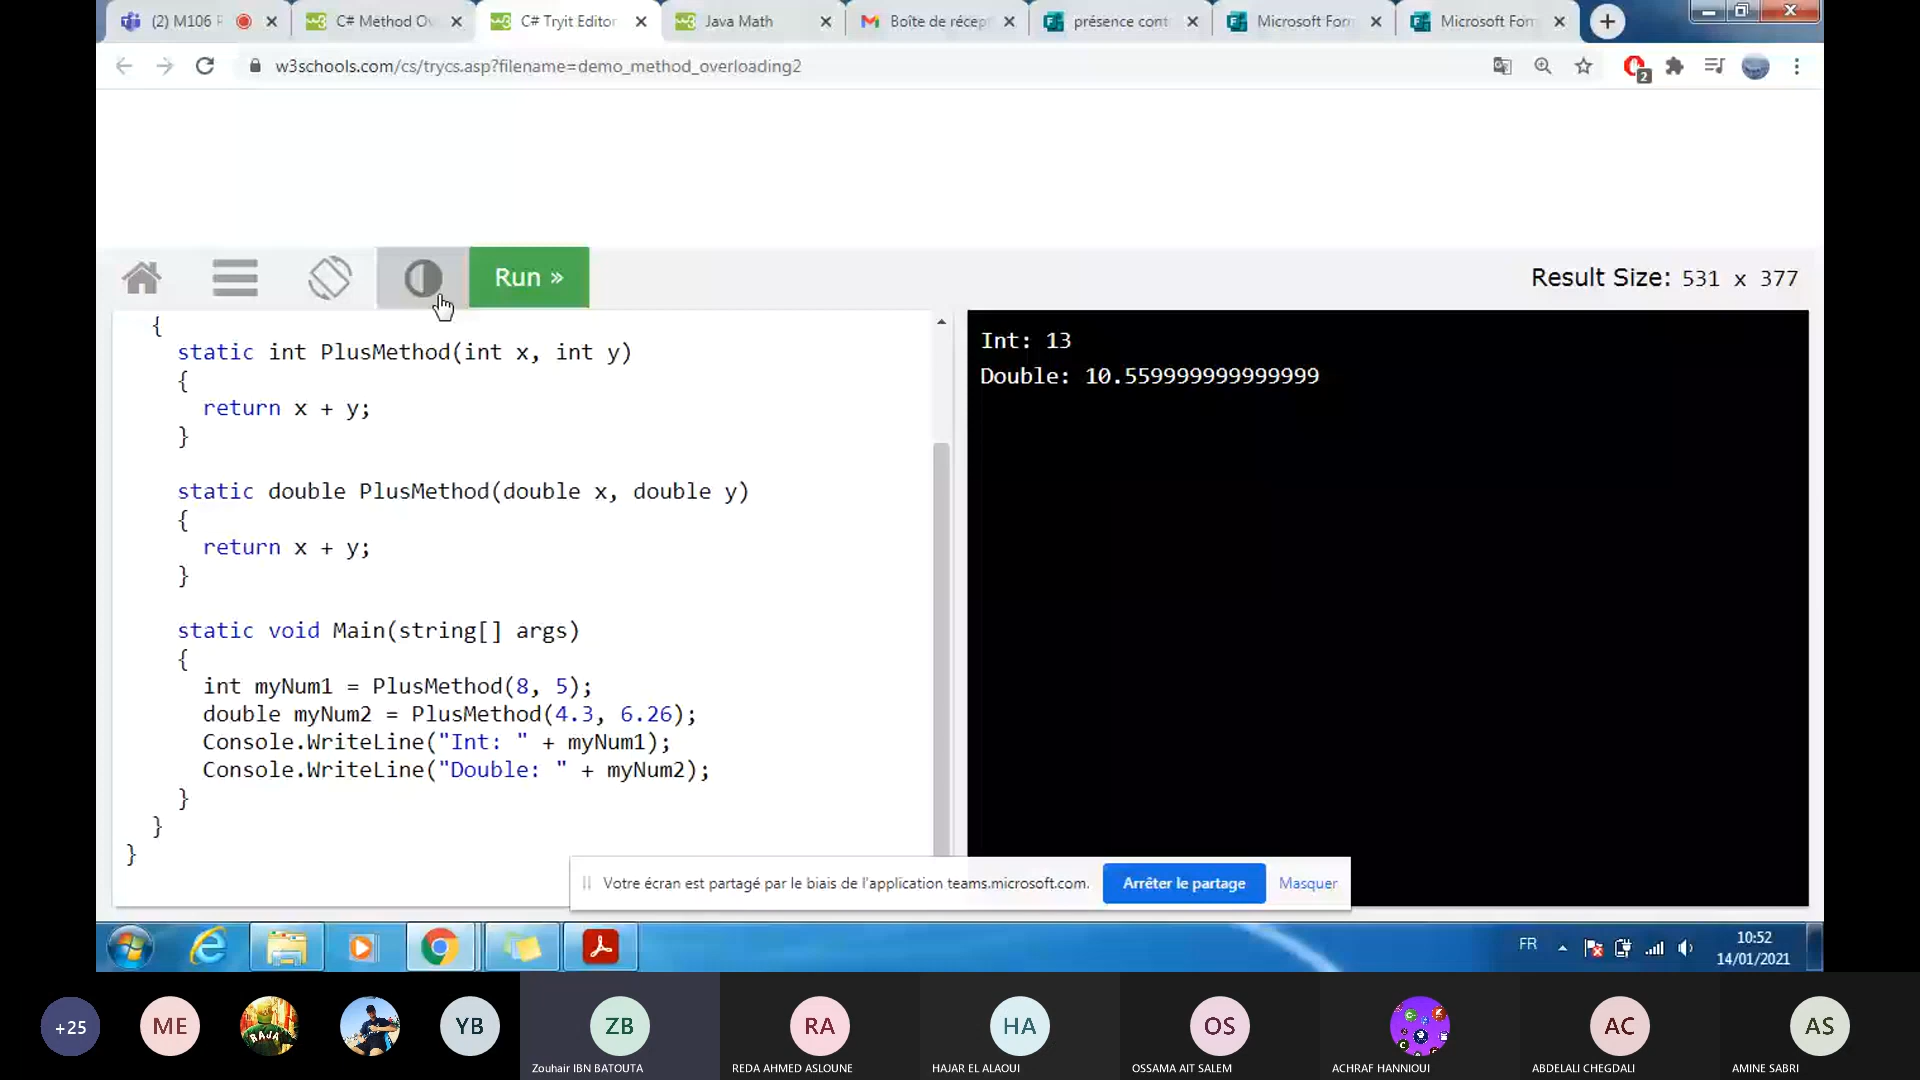 (2) M106 F
C# Method Ov
C# Tryit Editor
Java Math
Boîte de récep
présence cont
Microsoft For
Microsoft For
w3schools.com/cs/trycs.asp?filename=demo_method_overloading2
2
Run »
Result Size: 531 x 377
{
static int PlusMethod(int x, int y)
{
return x + y;
}
static double PlusMethod(double x, double y)
{
return x + y;
}
static void Main(string[] args)
{
int myNum1 = PlusMethod(8, 5);
double myNum2 = PlusMethod(4.3, 6.26);
Console.WriteLine("Int: " + myNum1);
Console.WriteLine("Double: " + myNum2);
}
}
}
Int: 13
Double: 10.559999999999999
Votre écran est partagé par le biais de l'application teams.microsoft.com.
Arrêter le partage
Masquer
FR
10:52
14/01/2021
+25
ME
RAJA
YB
ZB
Zouhair IBN BATOUTA
RA
REDA AHMED ASLOUNE
HA
HAJAR EL ALAOUI
OS
OSSAMA AIT SALEM
ACHRAF HANNIOUI
AC
ABDELALI CHEGDALI
AS
AMINE SABRI